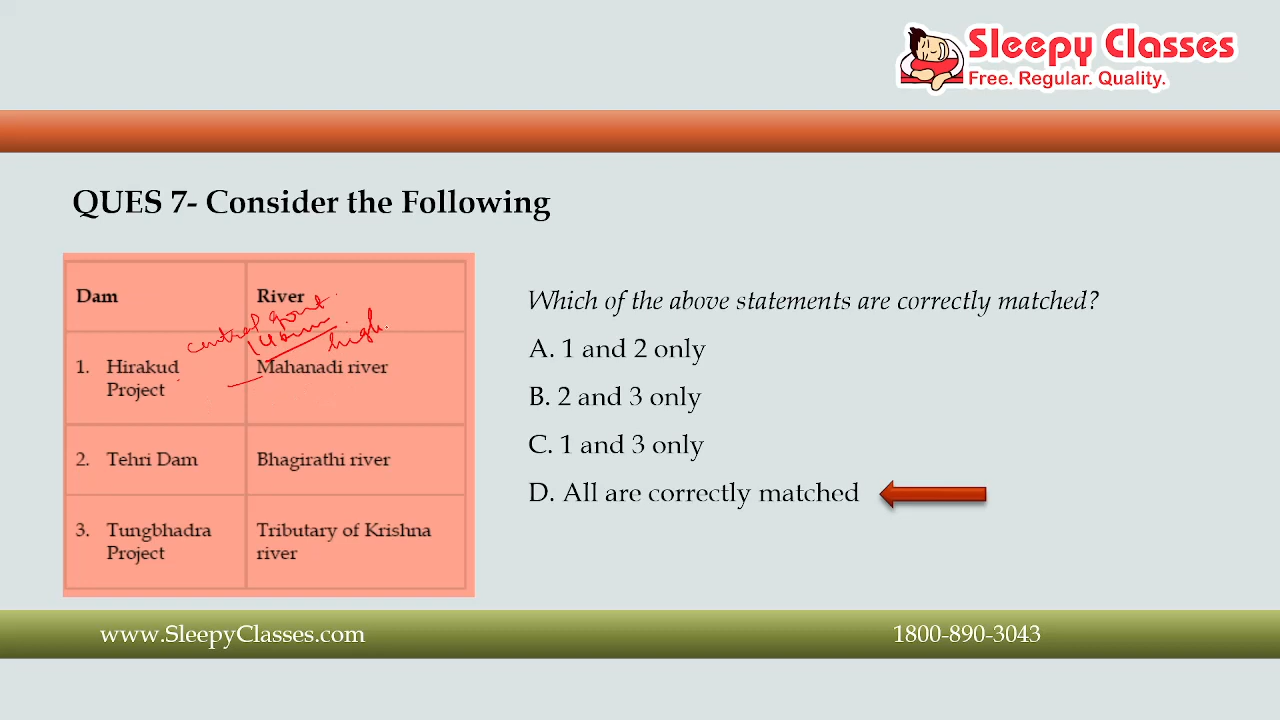 Sleepy Classes
Free. Regular. Quality.
QUES 7- Consider the Following
Dam
River
1. Hirakud
Project
Mahanadi river
central govt
high
2. Tehri Dam
Bhagirathi river
3. Tungbhadra
Project
Tributary of Krishna
river
Which of the above statements are correctly matched?
A. 1 and 2 only
B. 2 and 3 only
C. 1 and 3 only
D. All are correctly matched
www.SleepyClasses.com
1800-890-3043